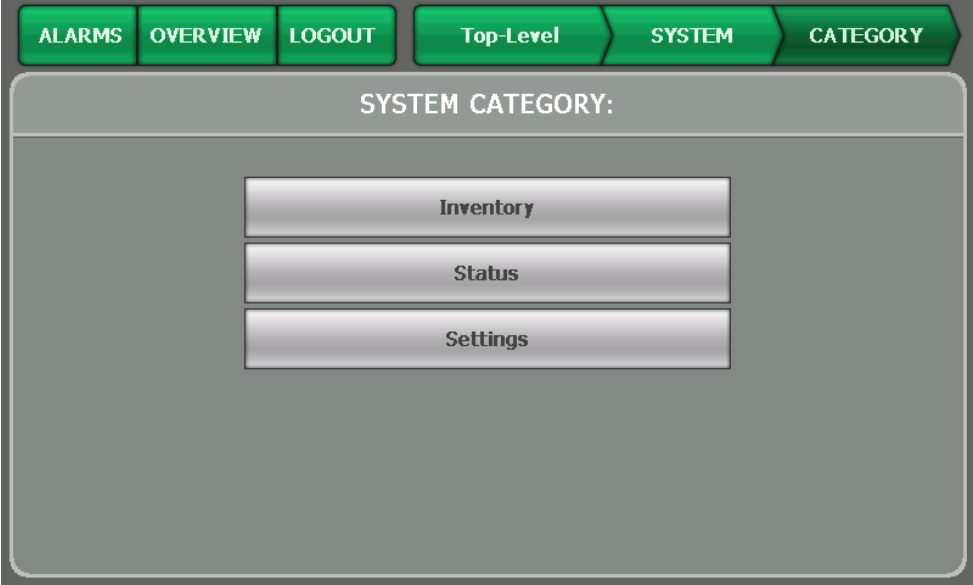 ALARMS OVERVIEW LOGOUT Top-Level SYSTEM CATEGORY
SYSTEM CATEGORY:
Inventory
Status
Settings